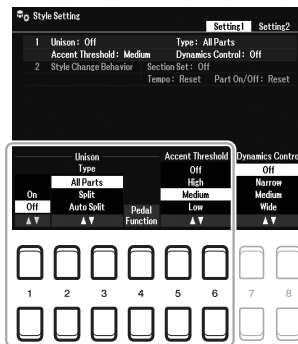 Style Setting
Setting1 Setting2
1 Unison: Off Type: All Parts
Accent Threshold: Medium Dynamics Control: Off
2 Style Change Behavior Section Set: Off
Tempo: Reset Part On/Off: Reset
Unison Accent Threshold Dynamics Contro
Type Off Off
All Parts High Narrow
On Split Medium Medium
Off Auto Split Pedal Low Wide
▲▼ ▲▼ Function ▲▼ ▲▼
1 2 3 4 5 6 7 8